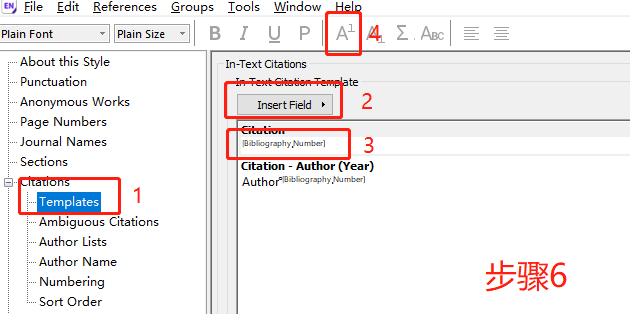 EN File Edit References Groups Tools Window Help
Plain Font Plain Size B I U P A¹ A₁ Σ ABC 4
About this Style
Punctuation
Anonymous Works
Page Numbers
Journal Names
Sections
Citations
Templates 1
Ambiguous Citations
Author Lists
Author Name
Numbering
Sort Order
In-Text Citations
In-Text Citation Template
Insert Field 2
Citation
[Bibliography,Number] 3
Citation - Author (Year)
Author[Bibliography,Number]
步骤6